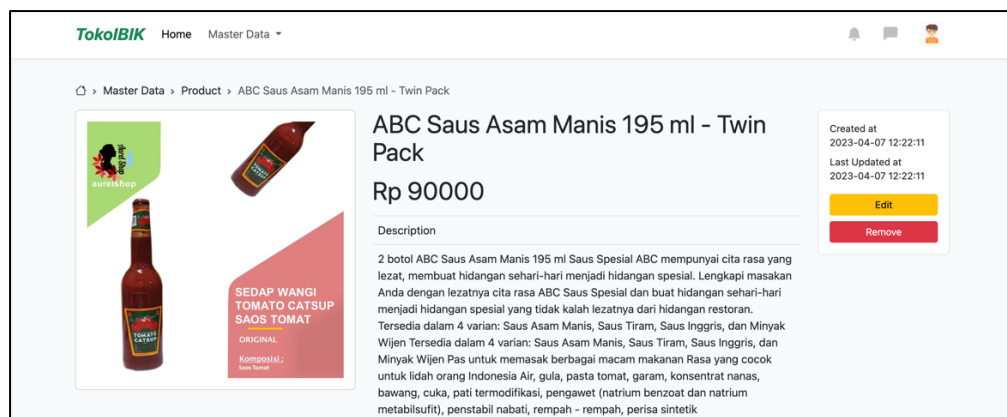 TokoIBIK Home Master Data
Master Data › Product › ABC Saus Asam Manis 195 ml - Twin Pack
aurelshop
TOMATO
CATSUP
SEDAP WANGI
TOMATO CATSUP
SAOS TOMAT
ORIGINAL
Komposisi :
Saos Tomat
ABC Saus Asam Manis 195 ml - Twin
Pack
Rp 90000
Description
2 botol ABC Saus Asam Manis 195 ml Saus Spesial ABC mempunyai cita rasa yang
lezat, membuat hidangan sehari-hari menjadi hidangan spesial. Lengkapi masakan
Anda dengan lezatnya cita rasa ABC Saus Spesial dan buat hidangan sehari-hari
menjadi hidangan spesial yang tidak kalah lezatnya dari hidangan restoran.
Tersedia dalam 4 varian: Saus Asam Manis, Saus Tiram, Saus Inggris, dan Minyak
Wijen Tersedia dalam 4 varian: Saus Asam Manis, Saus Tiram, Saus Inggris, dan
Minyak Wijen Pas untuk memasak berbagai macam makanan Rasa yang cocok
untuk lidah orang Indonesia Air, gula, pasta tomat, garam, konsentrat nanas,
bawang, cuka, pati termodifikasi, pengawet (natrium benzoat dan natrium
metabilsufit), penstabil nabati, rempah - rempah, perisa sintetik
Created at
2023-04-07 12:22:11
Last Updated at
2023-04-07 12:22:11
Edit
Remove